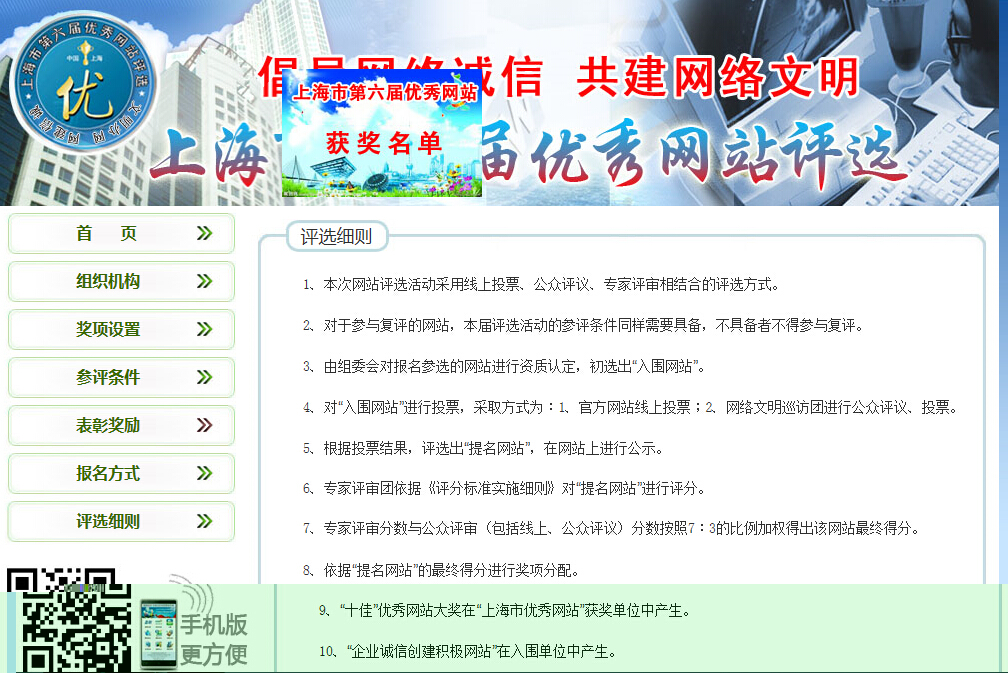 上海市第六届优秀网站评选
中国 上海
优
倡 网络诚信 共建网络文明
上海 届优秀网站评选
上海市第六届优秀网站
获奖名单
首 页
组织机构
奖项设置
参评条件
表彰奖励
报名方式
评选细则
评选细则
1、本次网站评选活动采用线上投票、公众评议、专家评审相结合的评选方式。
2、对于参与复评的网站，本届评选活动的参评条件同样需要具备，不具备者不得参与复评。
3、由组委会对报名参选的网站进行资质认定，初选出“入围网站”。
4、对“入围网站”进行投票，采取方式为：1、官方网站线上投票；2、网络文明巡访团进行公众评议、投票。
5、根据投票结果，评选出“提名网站”，在网站上进行公示。
6、专家评审团依据《评分标准实施细则》对“提名网站”进行评分。
7、专家评审分数与公众评审（包括线上、公众评议）分数按照7：3的比例加权得出该网站最终得分。
8、依据“提名网站”的最终得分进行奖项分配。
9、“十佳”优秀网站大奖在“上海市优秀网站”获奖单位中产生。
10、“企业诚信创建积极网站”在入围单位中产生。
手机版
更方便